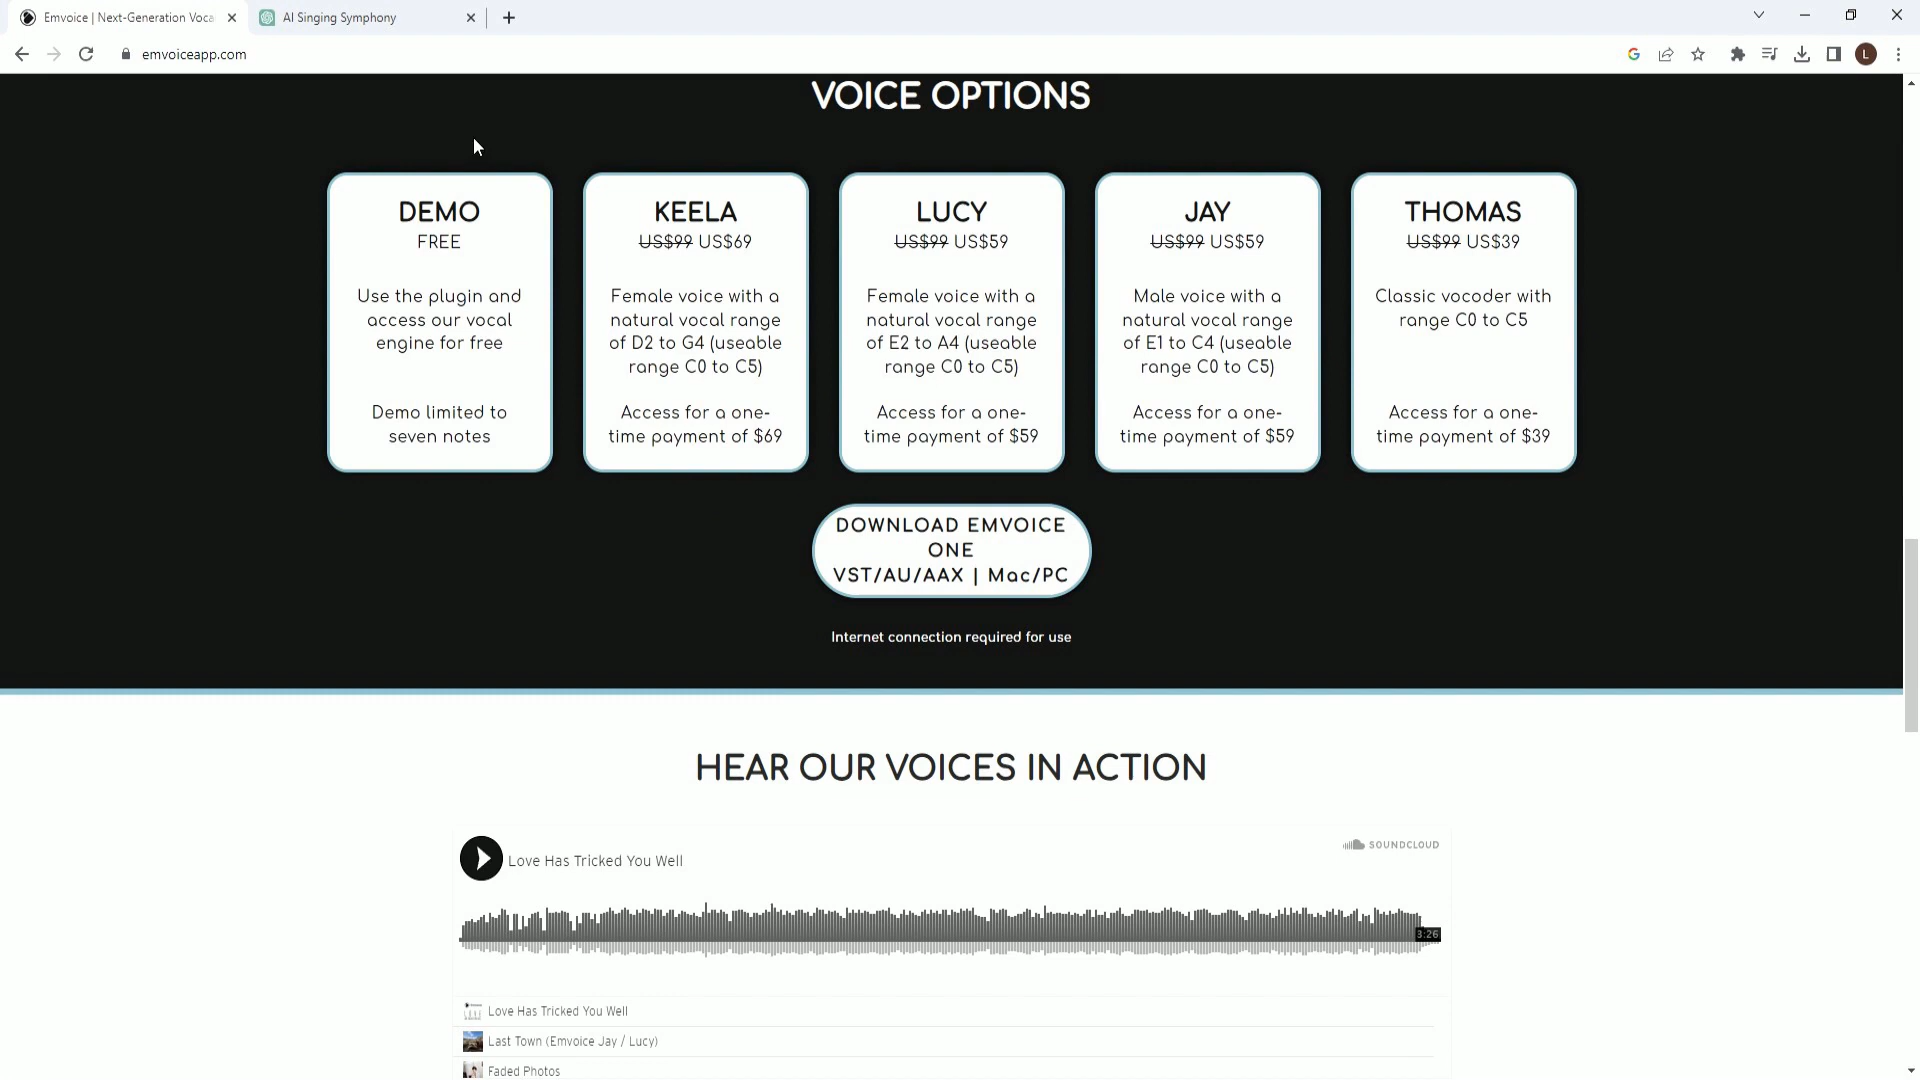 Emvoice | Next-Generation Voca
AI Singing Symphony
emvoiceapp.com
L
VOICE OPTIONS
DEMO
FREE
Use the plugin and
access our vocal
engine for free
Demo limited to
seven notes
KEELA
US$99 US$69
Female voice with a
natural vocal range
of D2 to G4 (useable
range C0 to C5)
Access for a one-
time payment of $69
LUCY
US$99 US$59
Female voice with a
natural vocal range
of E2 to A4 (useable
range C0 to C5)
Access for a one-
time payment of $59
JAY
US$99 US$59
Male voice with a
natural vocal range
of E1 to C4 (useable
range C0 to C5)
Access for a one-
time payment of $59
THOMAS
US$99 US$39
Classic vocoder with
range C0 to C5
Access for a one-
time payment of $39
DOWNLOAD EMVOICE
ONE
VST/AU/AAX | Mac/PC
Internet connection required for use
HEAR OUR VOICES IN ACTION
Love Has Tricked You Well
SOUNDCLOUD
3:26
Love Has Tricked You Well
Last Town (Emvoice Jay / Lucy)
Faded Photos